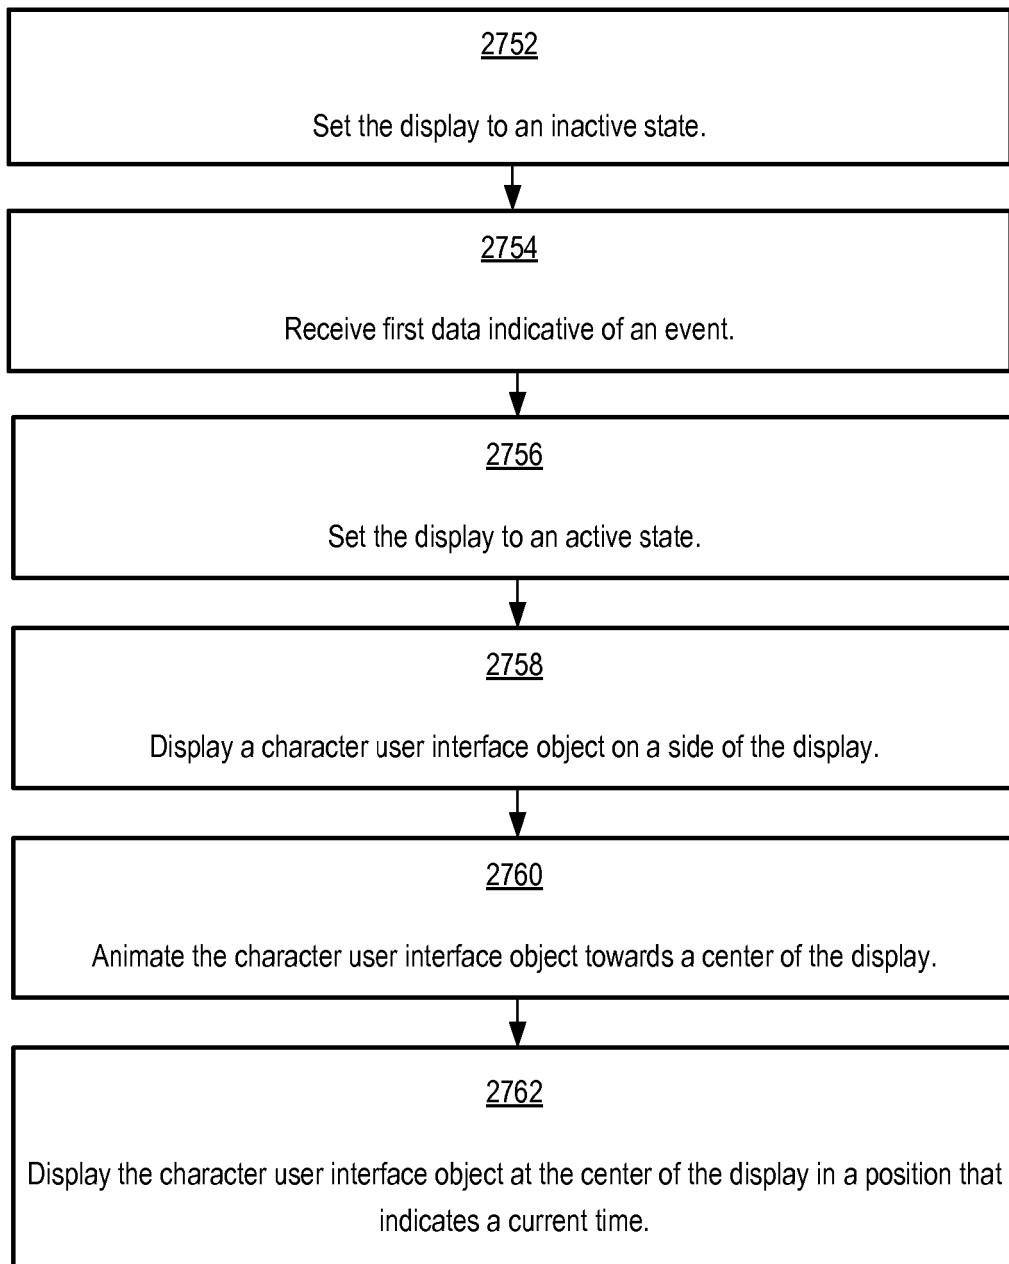 2752
Set the display to an inactive state.
2754
Receive first data indicative of an event.
2756
Set the display to an active state.
2758
Display a character user interface object on a side of the display.
2760
Animate the character user interface object towards a center of the display.
2762
Display the character user interface object at the center of the display in a position that
indicates a current time.